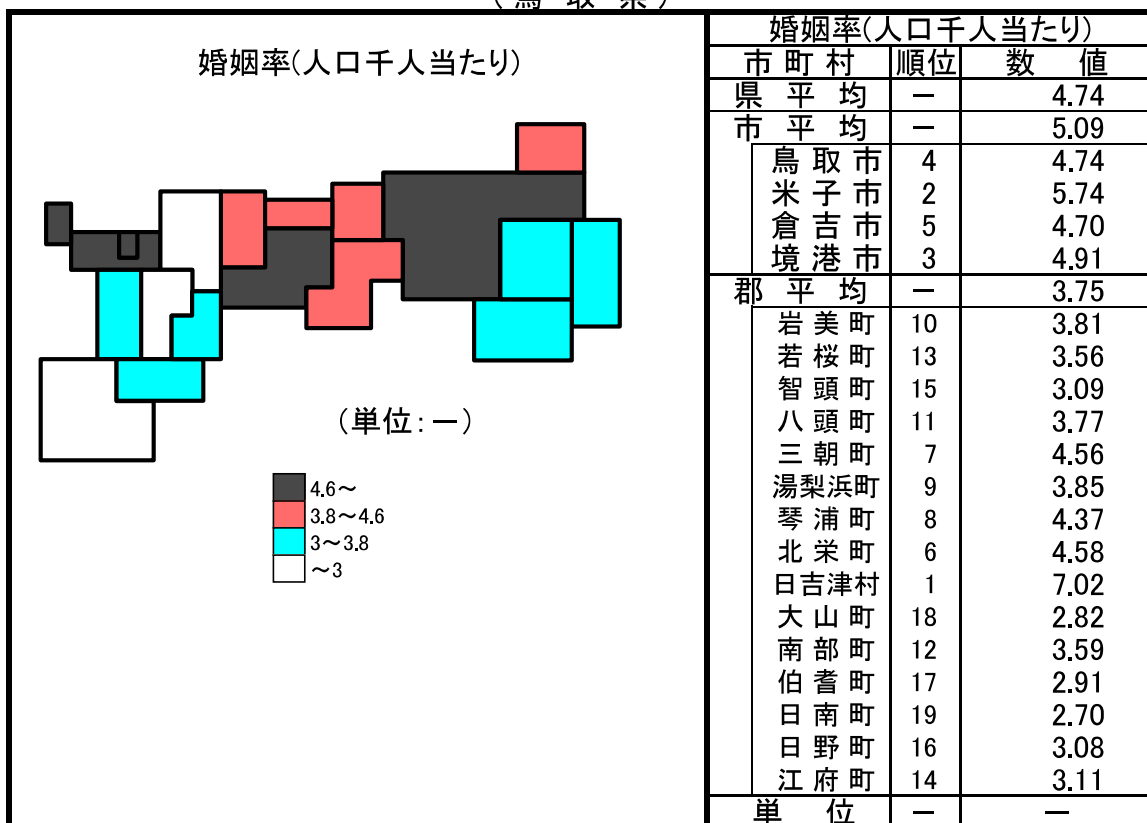 (鳥取県)
婚姻率(人口千人当たり)
(単位:－)
4.6～
3.8～4.6
3～3.8
～3
婚姻率(人口千人当たり)
市町村 順位 数値
県平均 － 4.74
市平均 － 5.09
鳥取市 4 4.74
米子市 2 5.74
倉吉市 5 4.70
境港市 3 4.91
郡平均 － 3.75
岩美町 10 3.81
若桜町 13 3.56
智頭町 15 3.09
八頭町 11 3.77
三朝町 7 4.56
湯梨浜町 9 3.85
琴浦町 8 4.37
北栄町 6 4.58
日吉津村 1 7.02
大山町 18 2.82
南部町 12 3.59
伯耆町 17 2.91
日南町 19 2.70
日野町 16 3.08
江府町 14 3.11
単位 － －